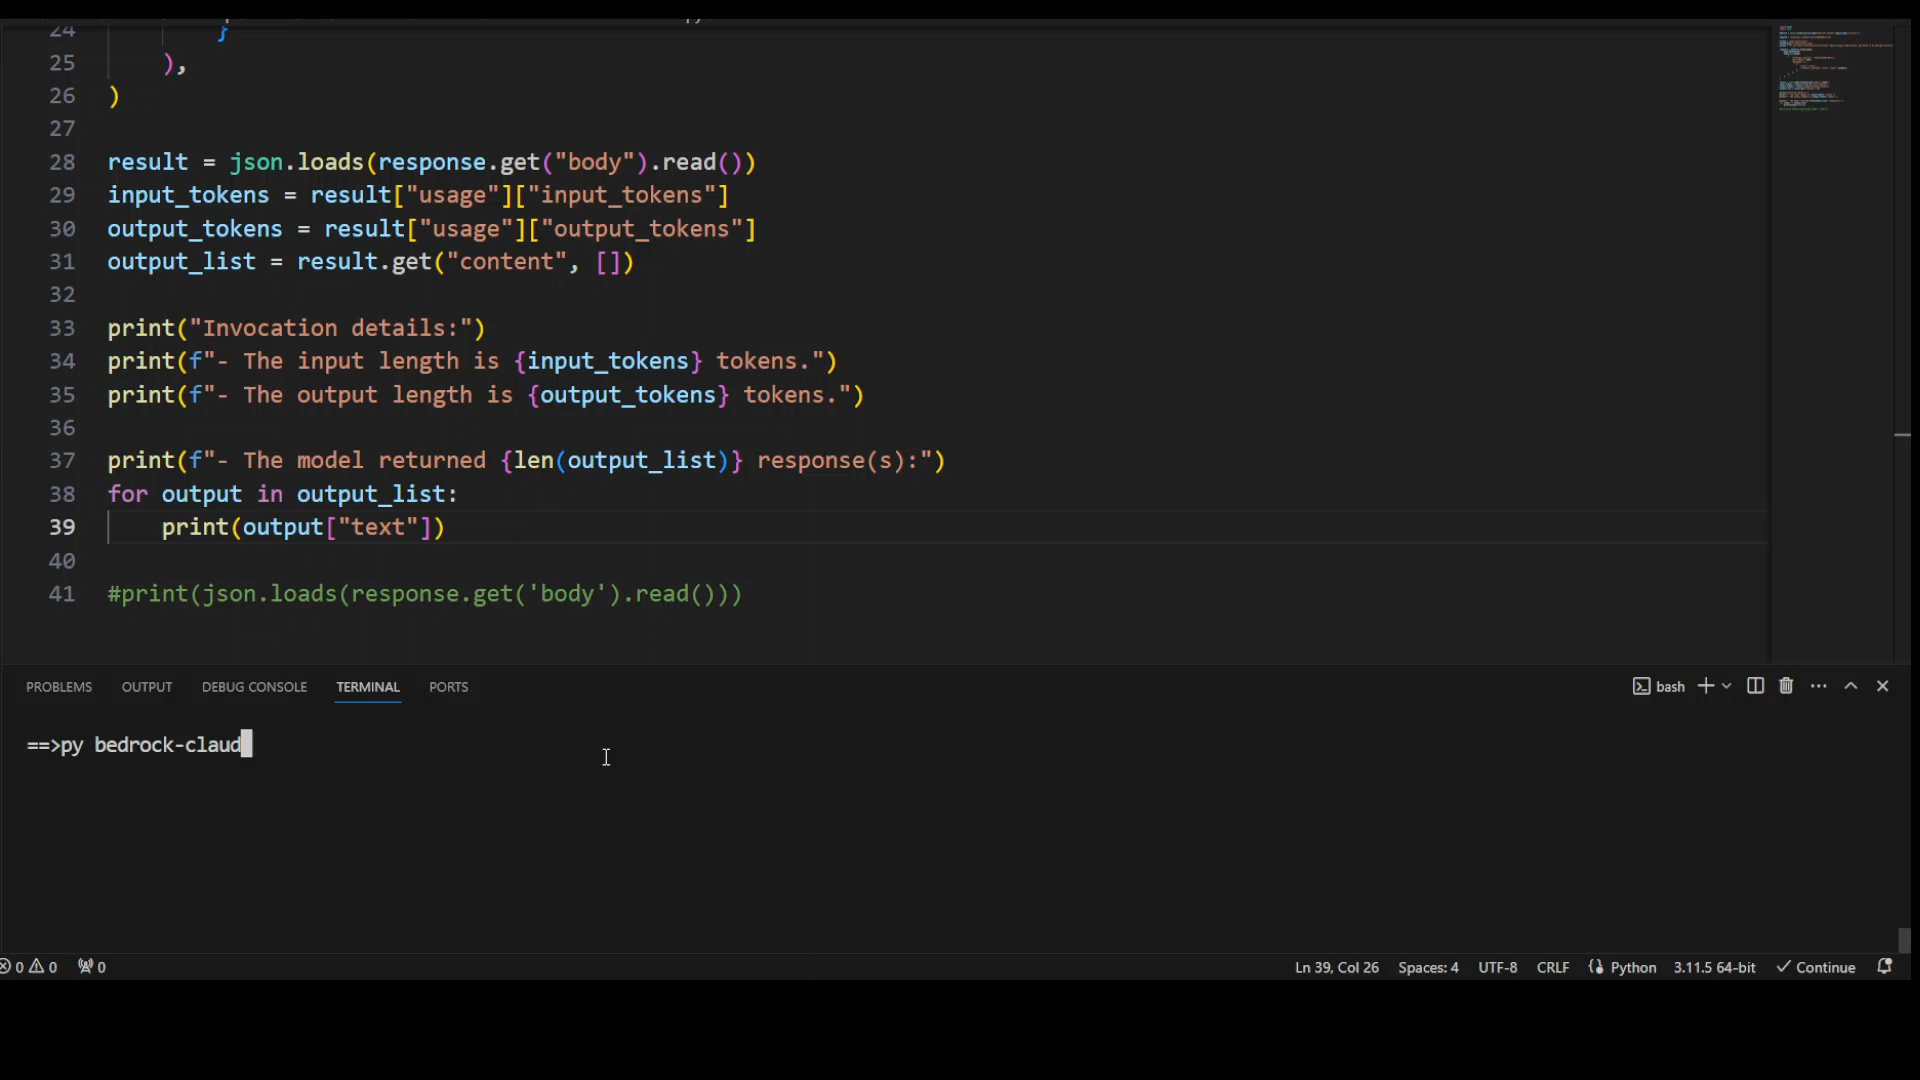 24 }
25 ),
26 )
27
28 result = json.loads(response.get("body").read())
29 input_tokens = result["usage"]["input_tokens"]
30 output_tokens = result["usage"]["output_tokens"]
31 output_list = result.get("content", [])
32
33 print("Invocation details:")
34 print(f"- The input length is {input_tokens} tokens.")
35 print(f"- The output length is {output_tokens} tokens.")
36
37 print(f"- The model returned {len(output_list)} response(s):")
38 for output in output_list:
39     print(output["text"])
40
41 #print(json.loads(response.get('body').read()))
PROBLEMS OUTPUT DEBUG CONSOLE TERMINAL PORTS bash
==>py bedrock-claud
0 0 0 Ln 39, Col 26 Spaces: 4 UTF-8 CRLF Python 3.11.5 64-bit Continue